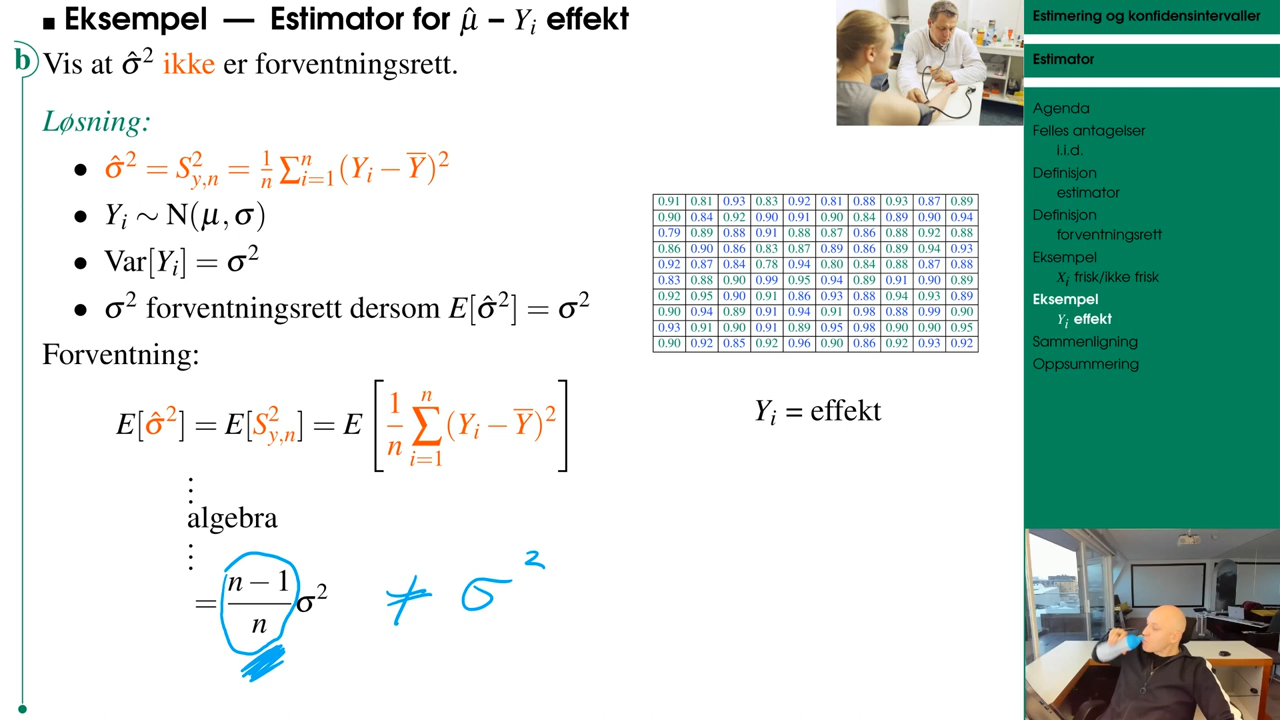 Eksempel — Estimator for μ̂ – Yᵢ effekt
b Vis at σ̂² ikke er forventningsrett.
Løsning:
• σ̂² = S²_{y,n} = 1/n ∑ⁿ_{i=1} (Yᵢ − Ȳ)²
• Yᵢ ∼ N(μ, σ)
• Var[Yᵢ] = σ²
• σ² forventningsrett dersom E[σ̂²] = σ²
Forventning:
E[σ̂²] = E[S²_{y,n}] = E [ 1/n ∑ⁿ_{i=1} (Yᵢ − Ȳ)² ]
⋮
algebra
⋮
= (n − 1)/n σ² ≠ σ²
0.91 0.81 0.93 0.83 0.92 0.81 0.88 0.93 0.87 0.89
0.90 0.84 0.92 0.90 0.91 0.90 0.84 0.89 0.90 0.94
0.79 0.89 0.88 0.91 0.88 0.87 0.86 0.88 0.92 0.88
0.86 0.90 0.86 0.83 0.87 0.89 0.86 0.89 0.94 0.93
0.92 0.87 0.84 0.78 0.94 0.80 0.84 0.88 0.87 0.88
0.83 0.88 0.90 0.99 0.95 0.94 0.89 0.91 0.90 0.89
0.92 0.95 0.90 0.91 0.86 0.93 0.88 0.94 0.93 0.89
0.90 0.94 0.89 0.91 0.94 0.91 0.98 0.88 0.99 0.90
0.93 0.91 0.90 0.91 0.89 0.95 0.98 0.90 0.90 0.95
0.90 0.92 0.85 0.92 0.96 0.90 0.86 0.92 0.93 0.92
Yᵢ = effekt
Estimering og konfidensintervaller
Estimator
Agenda
Felles antagelser
i.i.d.
Definisjon
estimator
Definisjon
forventningsrett
Eksempel
Xᵢ frisk/ikke frisk
Eksempel
Yᵢ effekt
Sammenligning
Oppsummering